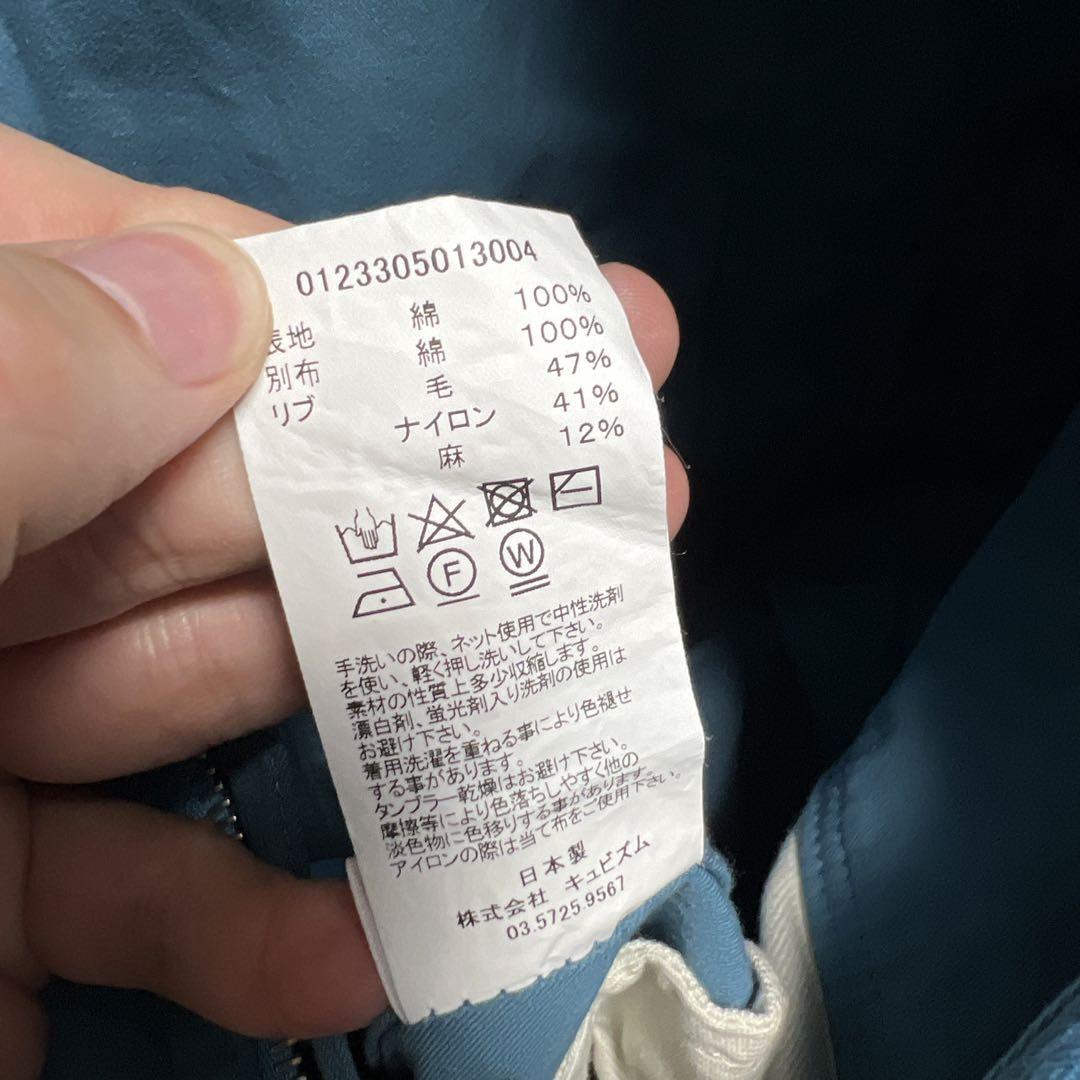 0123305013004
表地 綿 100%
別布 綿 100%
リブ 毛 47%
ナイロン 41%
麻 12%
F W
手洗いの際、ネット使用で中性洗剤
を使い、軽く押し洗いして下さい。
素材の性質上多少収縮します。
漂白剤、蛍光剤入り洗剤の使用は
お避け下さい。
着用洗濯を重ねる事により色褪せ
する事があります。
タンブラー乾燥はお避け下さい。
摩擦等により色落ちしやすく他の
淡色物に色移りする事があります。
アイロンの際は当て布をご使用下さい。
日本製
株式会社 キュビズム
03.5725.9567